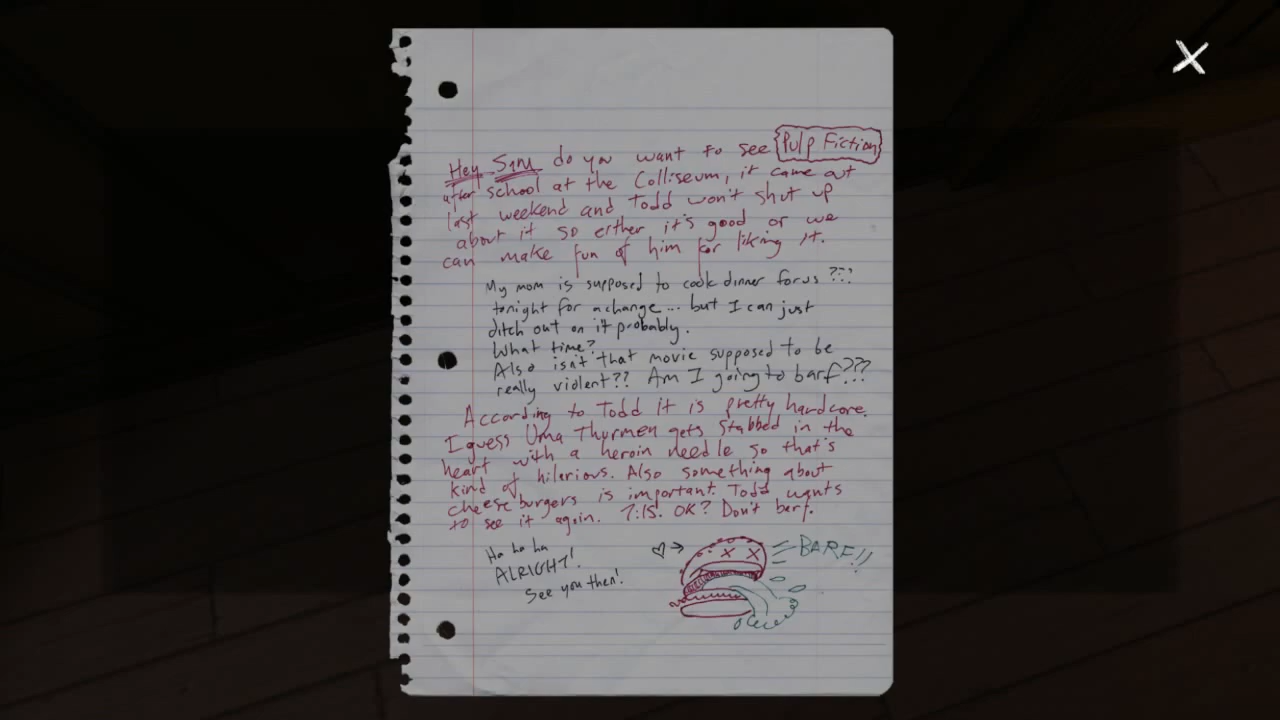 Hey Sam do you want to see Pulp Fiction
after school at the Colliseum, it came out
last weekend and Todd won't shut up
about it so either it's good or we
can make fun of him for liking it.
My mom is supposed to cook dinner for us ???
tonight for a change... but I can just
ditch out on it probably.
What time?
Also isn't that movie supposed to be
really violent?? Am I going to barf???
According to Todd it is pretty hardcore.
I guess Uma Thurmen gets stabbed in the
heart with a heroin needle so that's
kind of hilarious. Also something about
cheeseburgers is important. Todd wants
to see it again. 7:15. OK? Don't barf.
Ha ha ha
ALRIGHT!
See you then!
BARF!!